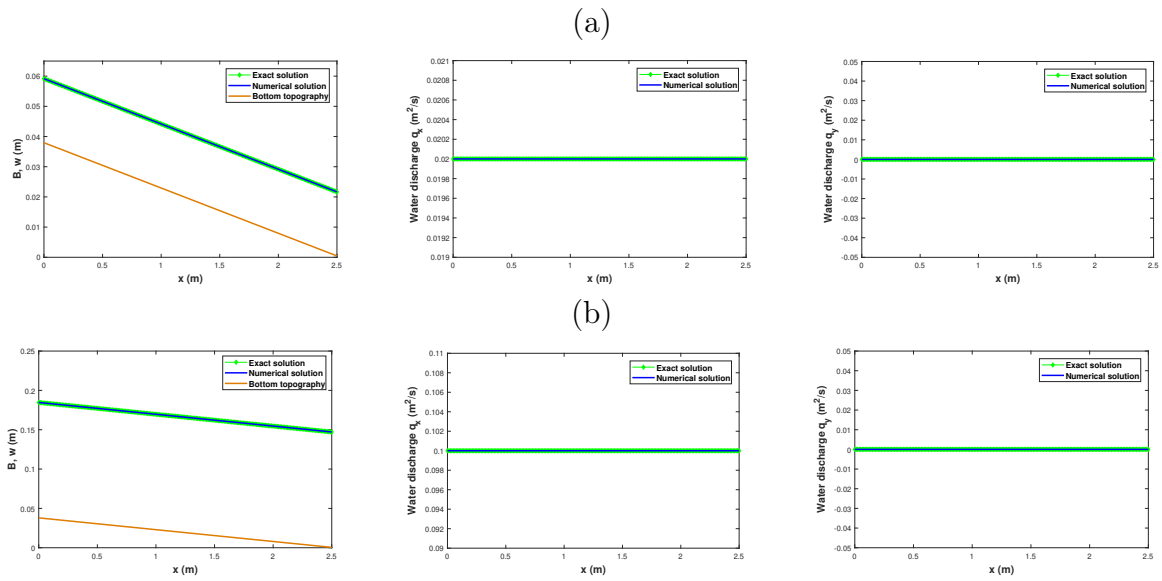 (a)
0.06
0.05
0.04
0.03
0.02
0.01
0
B, w (m)
Exact solution
Numerical solution
Bottom topography
0 0.5 1 1.5 2 2.5
x (m)
0.021
0.0208
0.0206
0.0204
0.0202
0.02
0.0198
0.0196
0.0194
0.0192
0.019
Water discharge q_x (m²/s)
Exact solution
Numerical solution
0 0.5 1 1.5 2 2.5
x (m)
0.05
0.04
0.03
0.02
0.01
0
-0.01
-0.02
-0.03
-0.04
-0.05
Water discharge q_y (m²/s)
Exact solution
Numerical solution
0 0.5 1 1.5 2 2.5
x (m)
(b)
0.25
0.2
0.15
0.1
0.05
0
B, w (m)
Exact solution
Numerical solution
Bottom topography
0 0.5 1 1.5 2 2.5
x (m)
0.11
0.108
0.106
0.104
0.102
0.1
0.098
0.096
0.094
0.092
0.09
Water discharge q_x (m²/s)
Exact solution
Numerical solution
0 0.5 1 1.5 2 2.5
x (m)
0.05
0.04
0.03
0.02
0.01
0
-0.01
-0.02
-0.03
-0.04
-0.05
Water discharge q_y (m²/s)
Exact solution
Numerical solution
0 0.5 1 1.5 2 2.5
x (m)